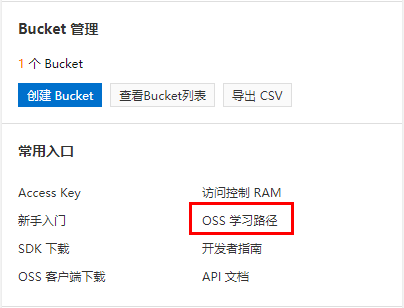 Bucket 管理
1 个 Bucket
创建 Bucket 查看Bucket列表 导出 CSV
常用入口
Access Key 访问控制 RAM
新手入门 OSS 学习路径
SDK 下载 开发者指南
OSS 客户端下载 API 文档